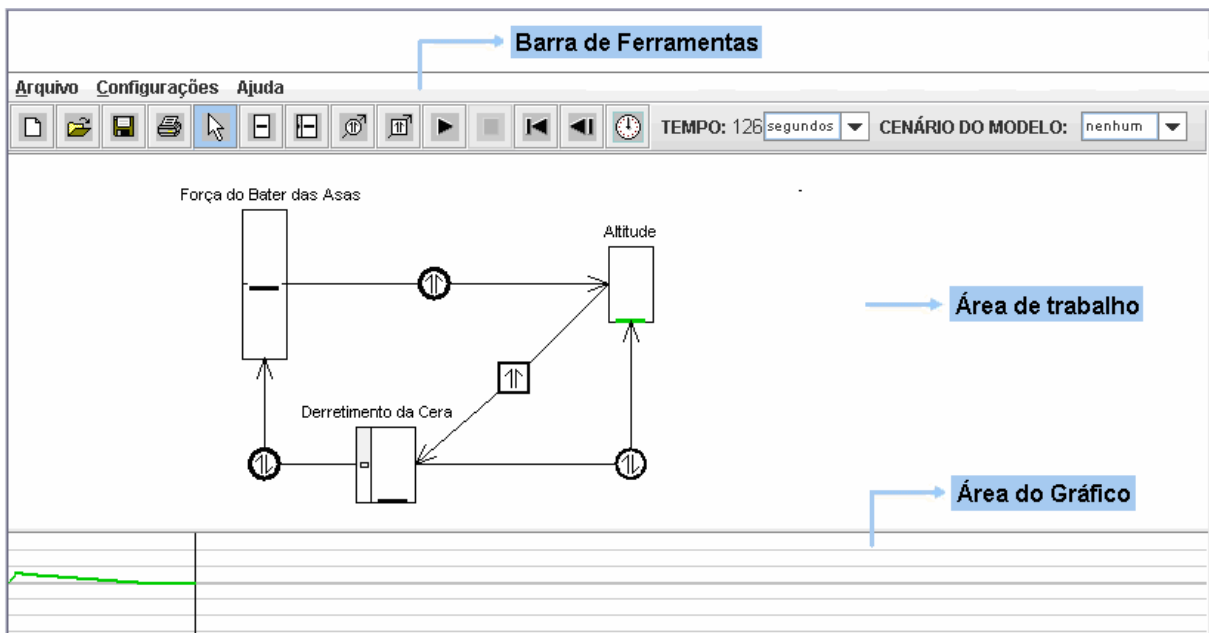 Barra de Ferramentas
Arquivo Configurações Ajuda
TEMPO: 126 segundos CENÁRIO DO MODELO: nenhum
Força do Bater das Asas
Altitude
Área de trabalho
Derretimento da Cera
Área do Gráfico